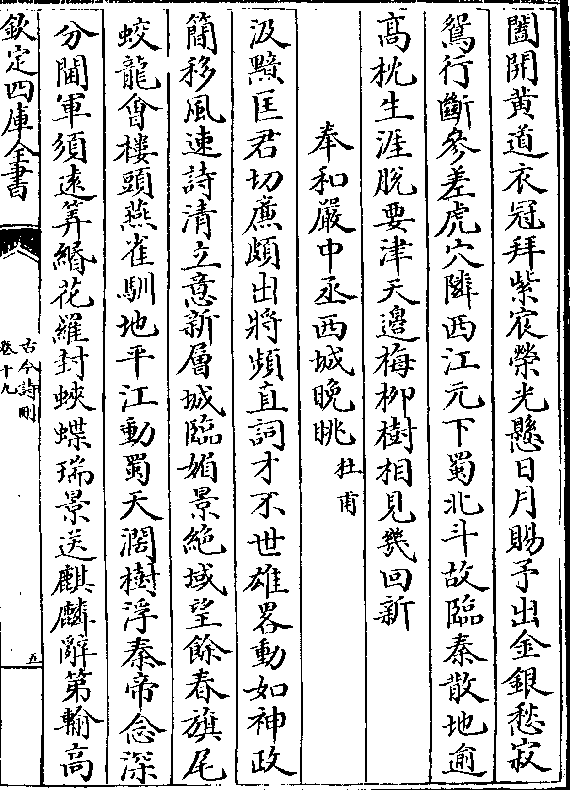 闔開黄道衣冠拜紫宸榮光懸日月賜予出金銀愁寂
鴛行斷參差虎穴隣西江元下蜀北斗故臨秦散地逾
髙枕生涯脱要津天邊梅柳樹相見幾回新
奉和嚴中丞西城晚眺 杜甫
汲黯匡君切廉頗出將頻直詞才不世雄畧動如神政
簡移風速詩清立意新層城臨媚景絶域望餘春旗尾
蛟龍會樓頭燕雀馴地平江動蜀天濶樹浮秦帝念深
分閫軍須逺筭緡花羅封蛺蝶瑞景送麒麟辭第輸高
欽定四庫全書
古今詩刪
卷十九
五